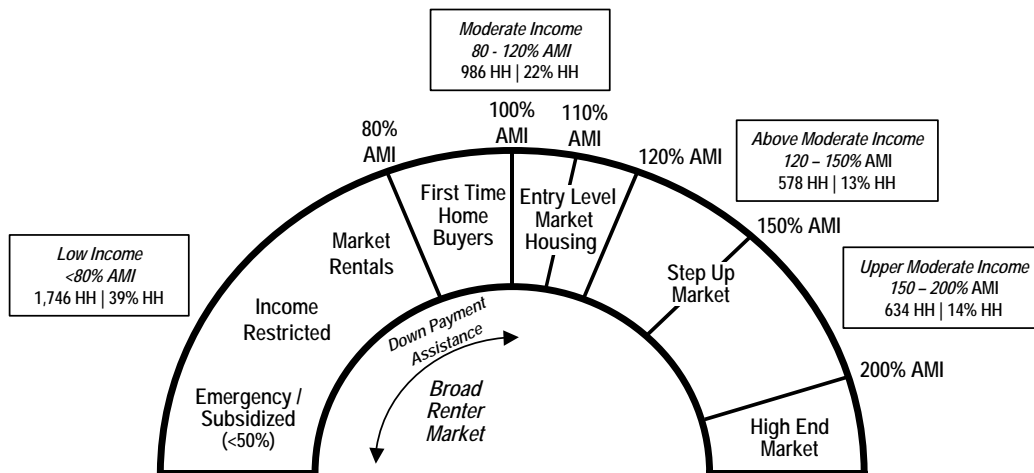 Moderate Income
80 - 120% AMI
986 HH | 22% HH
100%
AMI
110%
AMI
80%
AMI
120% AMI
Above Moderate Income
120 – 150% AMI
578 HH | 13% HH
150% AMI
First Time
Home
Buyers
Entry Level
Market
Housing
Market
Rentals
Low Income
<80% AMI
1,746 HH | 39% HH
Step Up
Market
Upper Moderate Income
150 – 200% AMI
634 HH | 14% HH
Income
Restricted
Down Payment
Assistance
200% AMI
Emergency /
Subsidized
(<50%)
Broad
Renter
Market
High End
Market